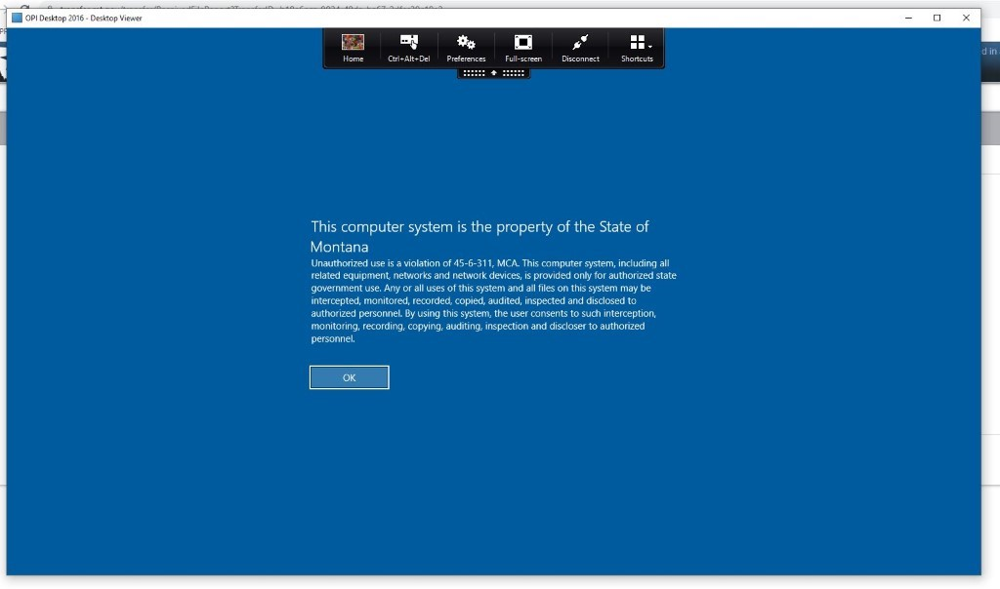 OPI Desktop 2016 - Desktop Viewer
Home
Ctrl+Alt+Del
Preferences
Full-screen
Disconnect
Shortcuts
d in
This computer system is the property of the State of
Montana
Unauthorized use is a violation of 45-6-311, MCA. This computer system, including all
related equipment, networks and network devices, is provided only for authorized state
government use. Any or all uses of this system and all files on this system may be
intercepted, monitored, recorded, copied, audited, inspected and disclosed to
authorized personnel. By using this system, the user consents to such interception,
monitoring, recording, copying, auditing, inspection and discloser to authorized
personnel.
OK